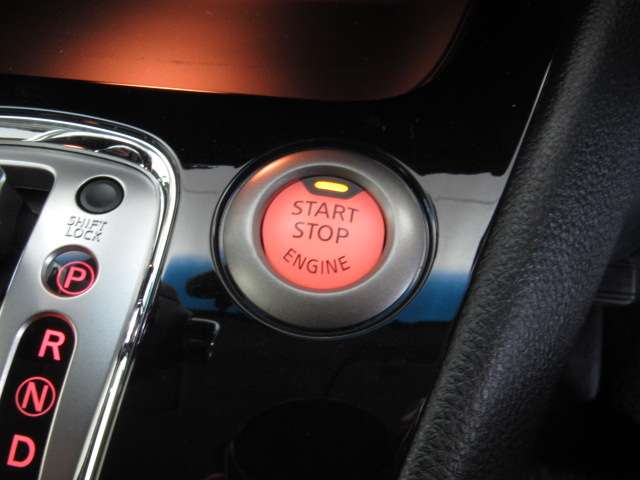 SHIFT
LOCK
P
R
N
D
START
STOP
ENGINE